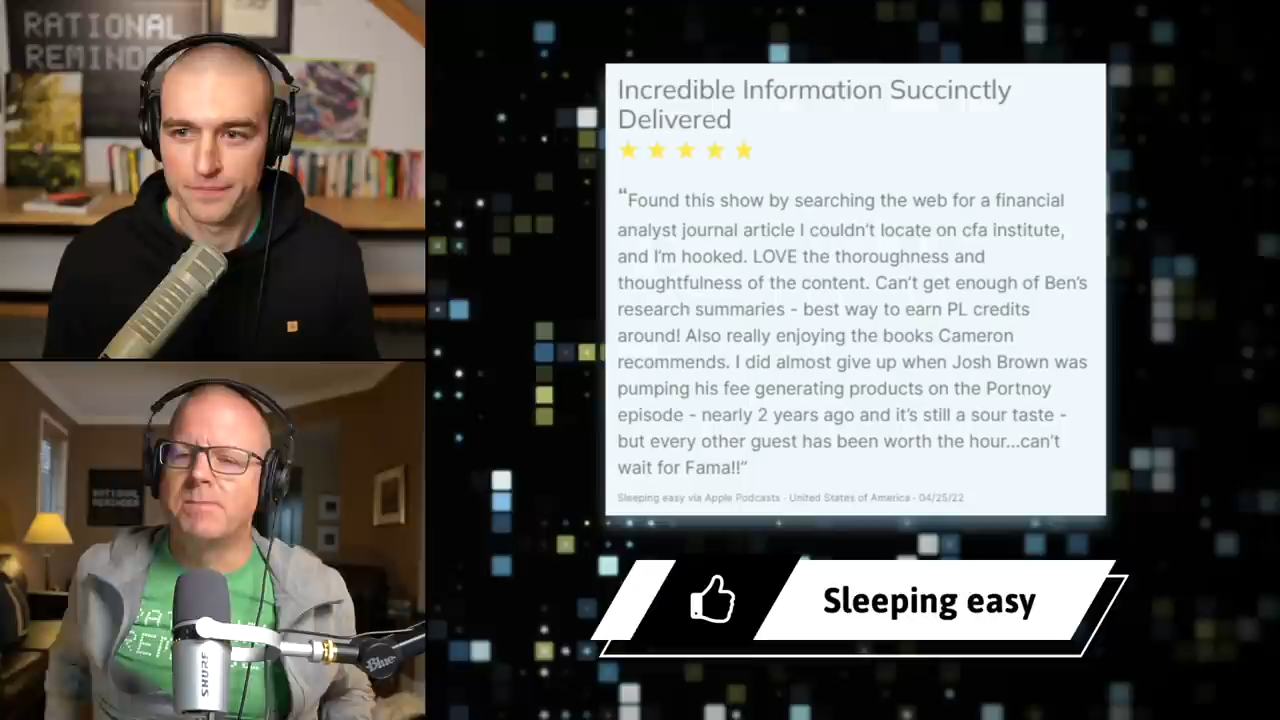 RATIONAL
REMINDE
Incredible Information Succinctly
Delivered
“Found this show by searching the web for a financial
analyst journal article I couldn't locate on cfa institute,
and I'm hooked. LOVE the thoroughness and
thoughtfulness of the content. Can't get enough of Ben's
research summaries - best way to earn PL credits
around! Also really enjoying the books Cameron
recommends. I did almost give up when Josh Brown was
pumping his fee generating products on the Portnoy
episode - nearly 2 years ago and it's still a sour taste -
but every other guest has been worth the hour...can't
wait for Fama!!”
Sleeping easy via Apple Podcasts · United States of America · 04/25/22
Sleeping easy
RATIONAL
RA
REM
SHURE
Blue